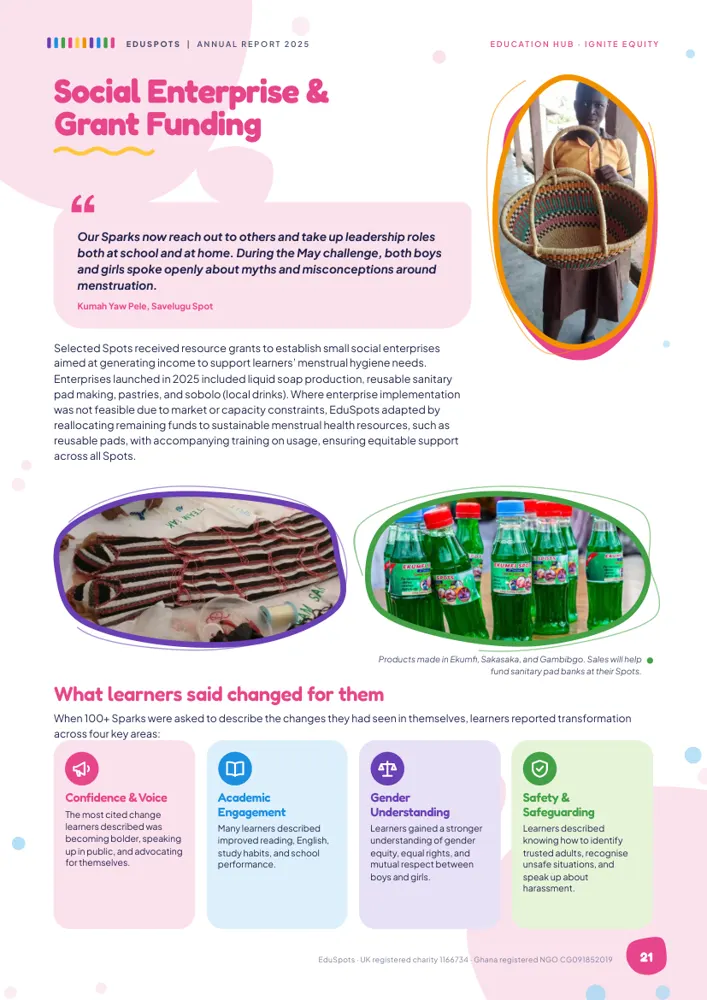 EDUSPOTS | ANNUAL REPORT 2025
EDUCATION HUB · IGNITE EQUITY
Social Enterprise &
Grant Funding
“
Our Sparks now reach out to others and take up leadership roles
both at school and at home. During the May challenge, both boys
and girls spoke openly about myths and misconceptions around
menstruation.
Kumah Yaw Pele, Savelugu Spot
Selected Spots received resource grants to establish small social enterprises
aimed at generating income to support learners’ menstrual hygiene needs.
Enterprises launched in 2025 included liquid soap production, reusable sanitary
pad making, pastries, and sobolo (local drinks). Where enterprise implementation
was not feasible due to market or capacity constraints, EduSpots adapted by
reallocating remaining funds to sustainable menstrual health resources, such as
reusable pads, with accompanying training on usage, ensuring equitable support
across all Spots.
Products made in Ekumfi, Sakasaka, and Gambibgo. Sales will help
fund sanitary pad banks at their Spots.
What learners said changed for them
When 100+ Sparks were asked to describe the changes they had seen in themselves, learners reported transformation
across four key areas:
Confidence & Voice
The most cited change
learners described was
becoming bolder, speaking
up in public, and advocating
for themselves.
Academic
Engagement
Many learners described
improved reading, English,
study habits, and school
performance.
Gender
Understanding
Learners gained a stronger
understanding of gender
equity, equal rights, and
mutual respect between
boys and girls.
Safety &
Safeguarding
Learners described
knowing how to identify
trusted adults, recognise
unsafe situations, and
speak up about
harassment.
EduSpots · UK registered charity 1166734 · Ghana registered NGO CG091852019
21